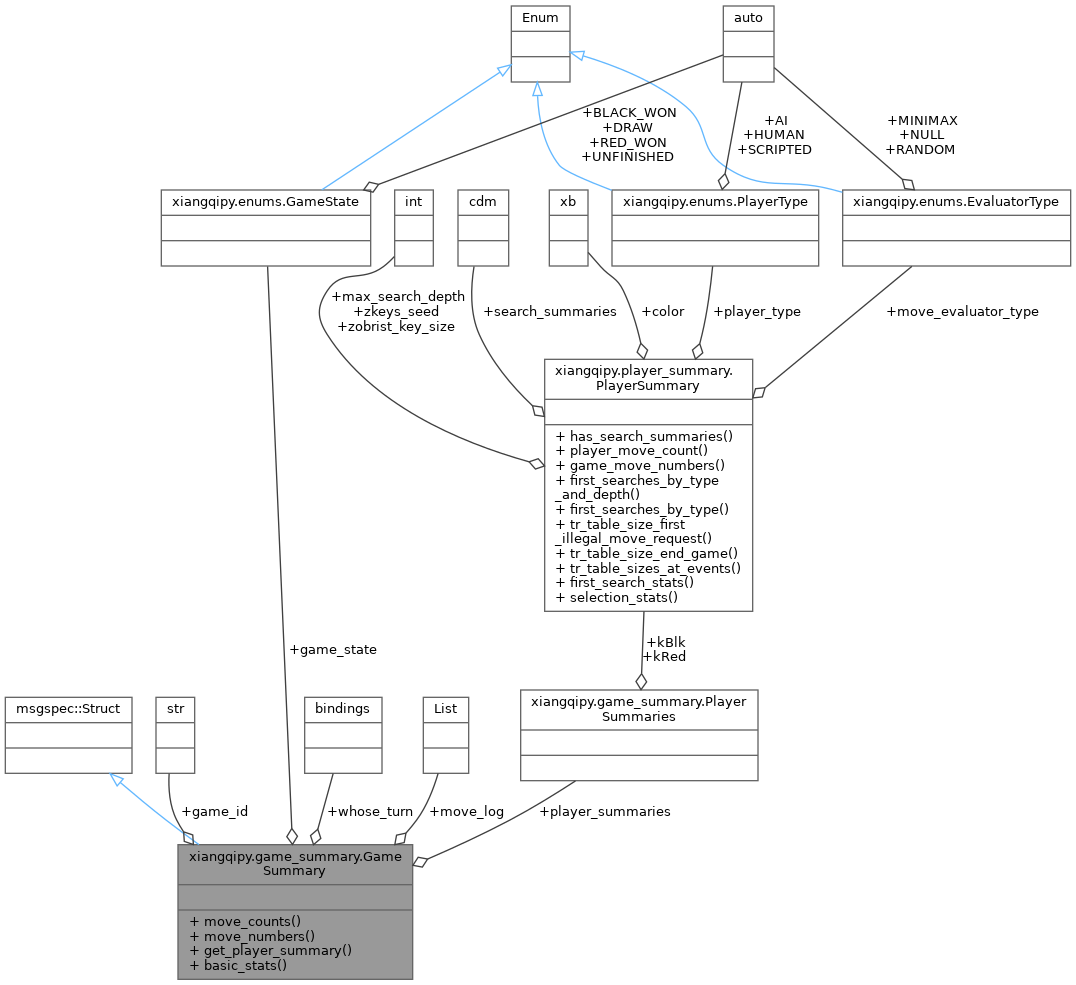 Enum
auto
+BLACK_WON
+DRAW
+RED_WON
+UNFINISHED
+AI
+HUMAN
+SCRIPTED
+MINIMAX
+NULL
+RANDOM
xiangqipy.enums.GameState
int
cdm
xb
xiangqipy.enums.PlayerType
xiangqipy.enums.EvaluatorType
+max_search_depth
+zkeys_seed
+zobrist_key_size
+search_summaries
+color
+player_type
+move_evaluator_type
xiangqipy.player_summary.
PlayerSummary
+ has_search_summaries()
+ player_move_count()
+ game_move_numbers()
+ first_searches_by_type
_and_depth()
+ first_searches_by_type()
+ tr_table_size_first
_illegal_move_request()
+ tr_table_size_end_game()
+ tr_table_sizes_at_events()
+ first_search_stats()
+ selection_stats()
+game_state
+kBlk
+kRed
msgspec::Struct
str
bindings
List
xiangqipy.game_summary.Player
Summaries
+game_id
+whose_turn
+move_log
+player_summaries
xiangqipy.game_summary.Game
Summary
+ move_counts()
+ move_numbers()
+ get_player_summary()
+ basic_stats()